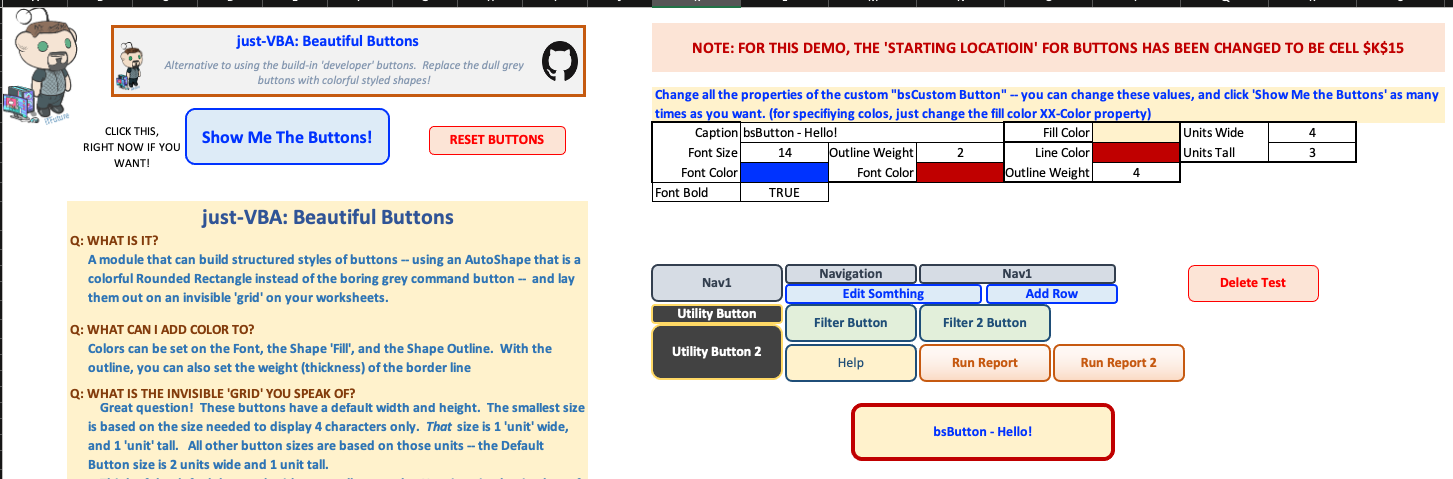 just-VBA: Beautiful Buttons
Alternative to using the build-in 'developer' buttons. Replace the dull grey
buttons with colorful styled shapes!
CLICK THIS,
RIGHT NOW IF YOU
WANT!
Show Me The Buttons!
RESET BUTTONS
just-VBA: Beautiful Buttons
Q: WHAT IS IT?
A module that can build structured styles of buttons -- using an AutoShape that is a
colorful Rounded Rectangle instead of the boring grey command button -- and lay
them out on an invisible 'grid' on your worksheets.
Q: WHAT CAN I ADD COLOR TO?
Colors can be set on the Font, the Shape 'Fill', and the Shape Outline. With the
outline, you can also set the weight (thickness) of the border line
Q: WHAT IS THE INVISIBLE 'GRID' YOU SPEAK OF?
Great question! These buttons have a default width and height. The smallest size
is based on the size needed to display 4 characters only. That size is 1 'unit' wide,
and 1 'unit' tall. All other button sizes are based on those units -- the Default
Button size is 2 units wide and 1 unit tall.
NOTE: FOR THIS DEMO, THE 'STARTING LOCATIOIN' FOR BUTTONS HAS BEEN CHANGED TO BE CELL $K$15
Change all the properties of the custom "bsCustom Button" -- you can change these values, and click 'Show Me the Buttons' as many
times as you want. (for specifiying colos, just change the fill color XX-Color property)
Caption bsButton - Hello! Fill Color Units Wide 4
Font Size 14 Outline Weight 2 Line Color Units Tall 3
Font Color Font Color Outline Weight 4
Font Bold TRUE
Nav1 Navigation Nav1
Edit Somthing Add Row
Delete Test
Utility Button
Filter Button Filter 2 Button
Utility Button 2
Help Run Report Run Report 2
bsButton - Hello!